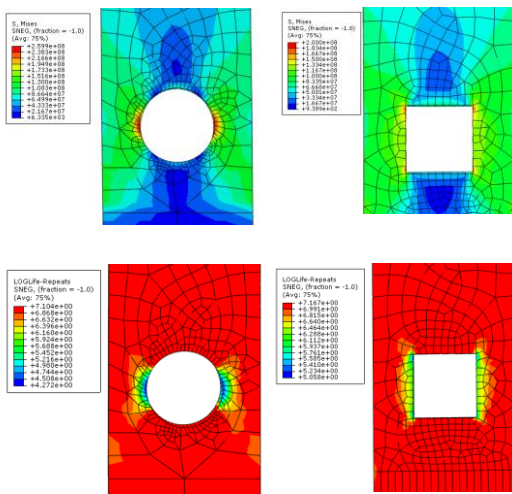 S, Mises
SNEG, (fraction = -1.0)
(Avg: 75%)
+2.599e+08
+2.383e+08
+2.166e+08
+1.949e+08
+1.733e+08
+1.516e+08
+1.300e+08
+1.083e+08
+8.664e+07
+6.499e+07
+4.333e+07
+2.167e+07
+6.335e+03
S, Mises
SNEG, (fraction = -1.0)
(Avg: 75%)
+2.000e+08
+1.834e+08
+1.667e+08
+1.500e+08
+1.334e+08
+1.167e+08
+1.000e+08
+8.335e+07
+6.668e+07
+5.001e+07
+3.334e+07
+1.667e+07
+9.389e+02
LOGLife-Repeats
SNEG, (fraction = -1.0)
(Avg: 75%)
+7.104e+00
+6.868e+00
+6.632e+00
+6.396e+00
+6.160e+00
+5.924e+00
+5.688e+00
+5.452e+00
+5.216e+00
+4.980e+00
+4.744e+00
+4.508e+00
+4.272e+00
LOGLife-Repeats
SNEG, (fraction = -1.0)
(Avg: 75%)
+7.167e+00
+6.991e+00
+6.815e+00
+6.640e+00
+6.464e+00
+6.288e+00
+6.112e+00
+5.937e+00
+5.761e+00
+5.585e+00
+5.410e+00
+5.234e+00
+5.058e+00